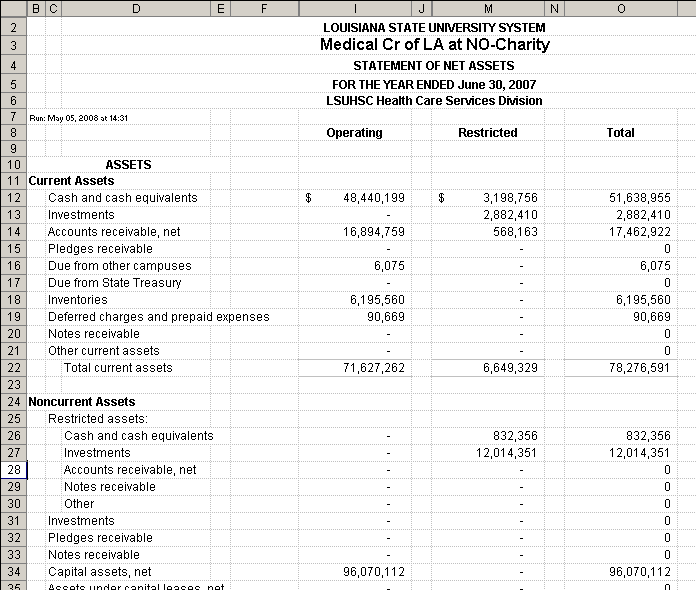 B C D E F I J M N O
2 LOUISIANA STATE UNIVERSITY SYSTEM
3 Medical Cr of LA at NO-Charity
4 STATEMENT OF NET ASSETS
5 FOR THE YEAR ENDED June 30, 2007
6 LSUHSC Health Care Services Division
7 Run: May 05, 2008 at 14:31
8 Operating Restricted Total
9
10 ASSETS
11 Current Assets
12 Cash and cash equivalents $ 48,440,199 $ 3,198,756 51,638,955
13 Investments - 2,882,410 2,882,410
14 Accounts receivable, net 16,894,759 568,163 17,462,922
15 Pledges receivable - - 0
16 Due from other campuses 6,075 - 6,075
17 Due from State Treasury - - 0
18 Inventories 6,195,560 - 6,195,560
19 Deferred charges and prepaid expenses 90,669 - 90,669
20 Notes receivable - - 0
21 Other current assets - - 0
22 Total current assets 71,627,262 6,649,329 78,276,591
23
24 Noncurrent Assets
25 Restricted assets:
26 Cash and cash equivalents - 832,356 832,356
27 Investments - 12,014,351 12,014,351
28 Accounts receivable, net - - 0
29 Notes receivable - - 0
30 Other - - 0
31 Investments - - 0
32 Pledges receivable - - 0
33 Notes receivable - - 0
34 Capital assets, net 96,070,112 - 96,070,112
35 Assets under capital leases, net - - 0